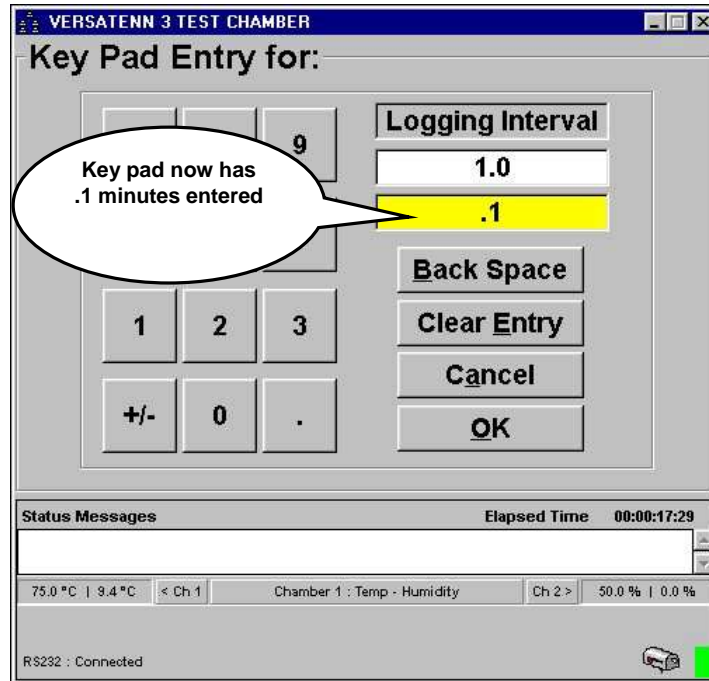 VERSATENN 3 TEST CHAMBER
Key Pad Entry for:
9
Logging Interval
1.0
.1
Key pad now has
.1 minutes entered
Back Space
1
2
3
Clear Entry
Cancel
+/-
0
.
OK
Status Messages
Elapsed Time 00:00:17:29
75.0 °C | 9.4 °C < Ch 1 Chamber 1 : Temp - Humidity Ch 2 > 50.0 % | 0.0 %
RS232 : Connected